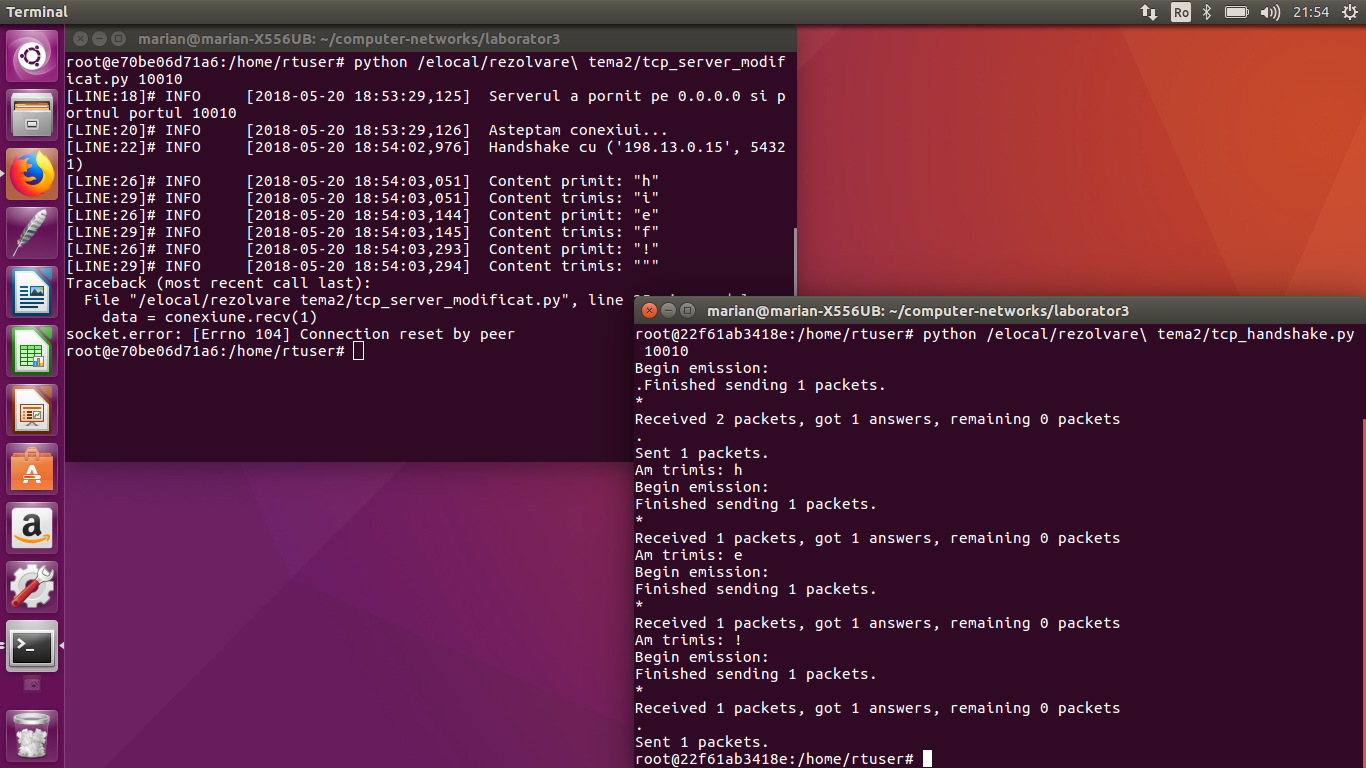 Terminal
Ro
21:54
marian@marian-X556UB: ~/computer-networks/laborator3
root@e70be06d71a6:/home/rtuser# python /elocal/rezolvare\ tema2/tcp_server_modif
icat.py 10010
[LINE:18]# INFO     [2018-05-20 18:53:29,125]  Serverul a pornit pe 0.0.0.0 si p
ortnul portul 10010
[LINE:20]# INFO     [2018-05-20 18:53:29,126]  Asteptam conexiui...
[LINE:22]# INFO     [2018-05-20 18:54:02,976]  Handshake cu ('198.13.0.15', 5432
1)
[LINE:26]# INFO     [2018-05-20 18:54:03,051]  Content primit: "h"
[LINE:29]# INFO     [2018-05-20 18:54:03,051]  Content trimis: "i"
[LINE:26]# INFO     [2018-05-20 18:54:03,144]  Content primit: "e"
[LINE:29]# INFO     [2018-05-20 18:54:03,145]  Content trimis: "f"
[LINE:26]# INFO     [2018-05-20 18:54:03,293]  Content primit: "!"
[LINE:29]# INFO     [2018-05-20 18:54:03,294]  Content trimis: """
Traceback (most recent call last):
  File "/elocal/rezolvare tema2/tcp_server_modificat.py", line
    data = conexiune.recv(1)
socket.error: [Errno 104] Connection reset by peer
root@e70be06d71a6:/home/rtuser#
marian@marian-X556UB: ~/computer-networks/laborator3
root@22f61ab3418e:/home/rtuser# python /elocal/rezolvare\ tema2/tcp_handshake.py
 10010
Begin emission:
.Finished sending 1 packets.
*
Received 2 packets, got 1 answers, remaining 0 packets
.
Sent 1 packets.
Am trimis: h
Begin emission:
Finished sending 1 packets.
*
Received 1 packets, got 1 answers, remaining 0 packets
Am trimis: e
Begin emission:
Finished sending 1 packets.
*
Received 1 packets, got 1 answers, remaining 0 packets
Am trimis: !
Begin emission:
Finished sending 1 packets.
*
Received 1 packets, got 1 answers, remaining 0 packets
.
Sent 1 packets.
root@22f61ab3418e:/home/rtuser#